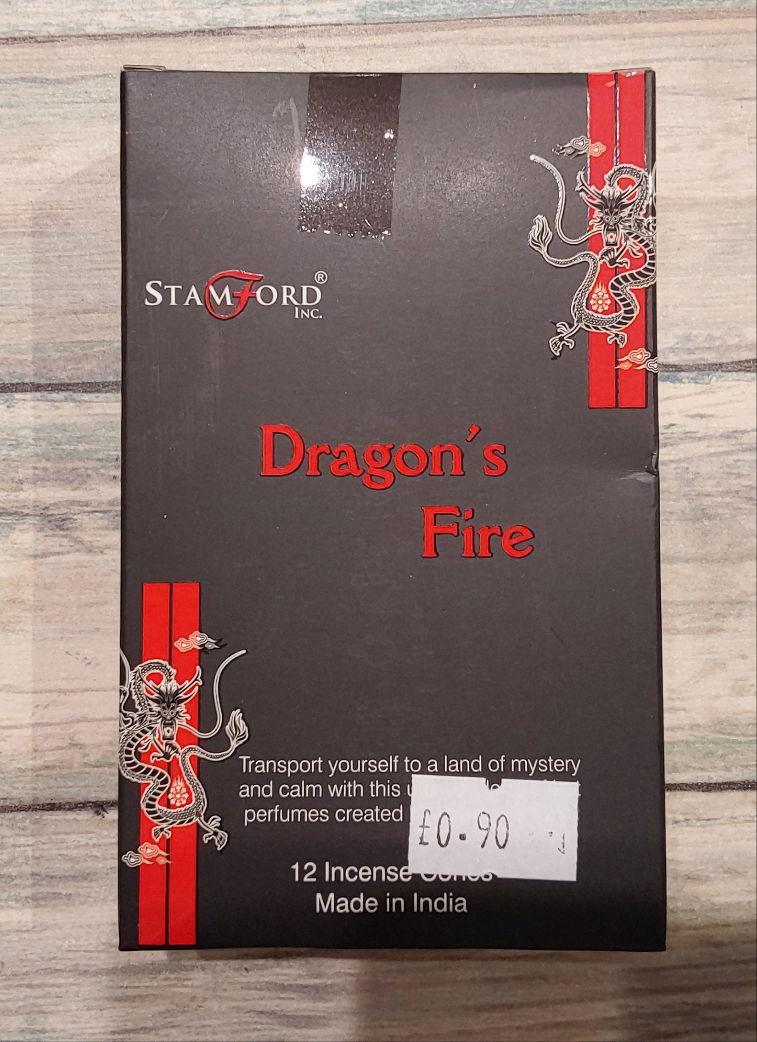 STAMFORD®
INC.
Dragon's
Fire
Transport yourself to a land of mystery
and calm with this
perfumes created
£0.90
12 Incense Cones
Made in India